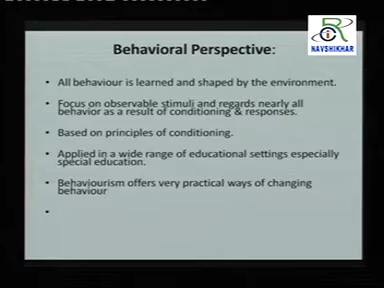 NAVSHIKHAR
Behavioral Perspective:
• All behaviour is learned and shaped by the environment.
• Focus on observable stimuli and regards nearly all
behavior as a result of conditioning & responses.
• Based on principles of conditioning.
• Applied in a wide range of educational settings especially
special education.
• Behaviourism offers very practical ways of changing
behaviour
•